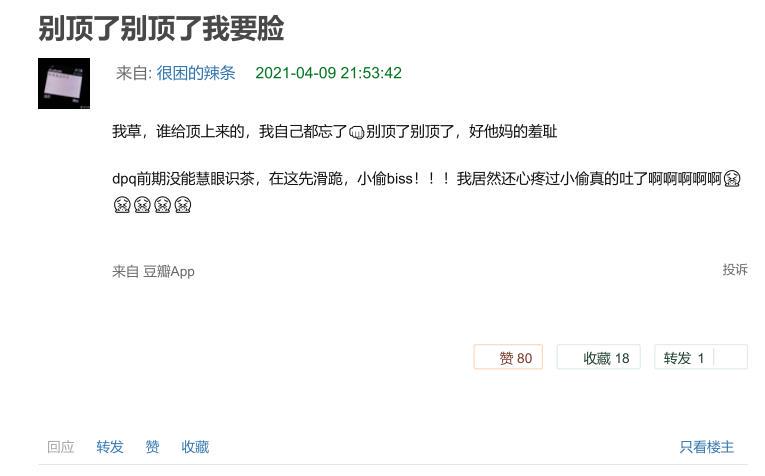 别顶了别顶了我要脸
来自: 很困的辣条 2021-04-09 21:53:42
我草，谁给顶上来的，我自己都忘了👊别顶了别顶了，好他妈的羞耻
dpq前期没能慧眼识茶，在这先滑跪，小偷biss！！！我居然还心疼过小偷真的吐了啊啊啊啊啊😭
😭😭😭😭
来自 豆瓣App 投诉
赞 80 收藏 18 转发 1
回应 转发 赞 收藏 只看楼主